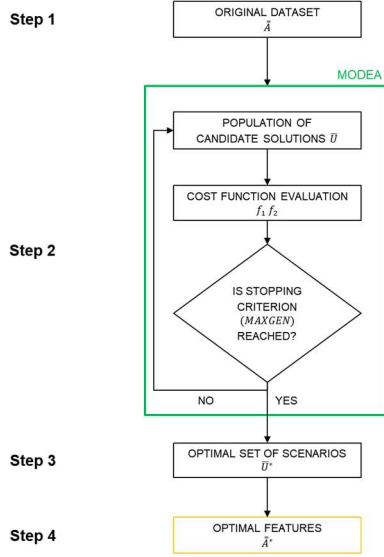 Step 1
ORIGINAL DATASET
Ā
MODEA
POPULATION OF
CANDIDATE SOLUTIONS Ū
COST FUNCTION EVALUATION
f₁ f₂
Step 2
IS STOPPING
CRITERION
(MAXGEN)
REACHED?
NO YES
Step 3
OPTIMAL SET OF SCENARIOS
Ū*
Step 4
OPTIMAL FEATURES
Ā*